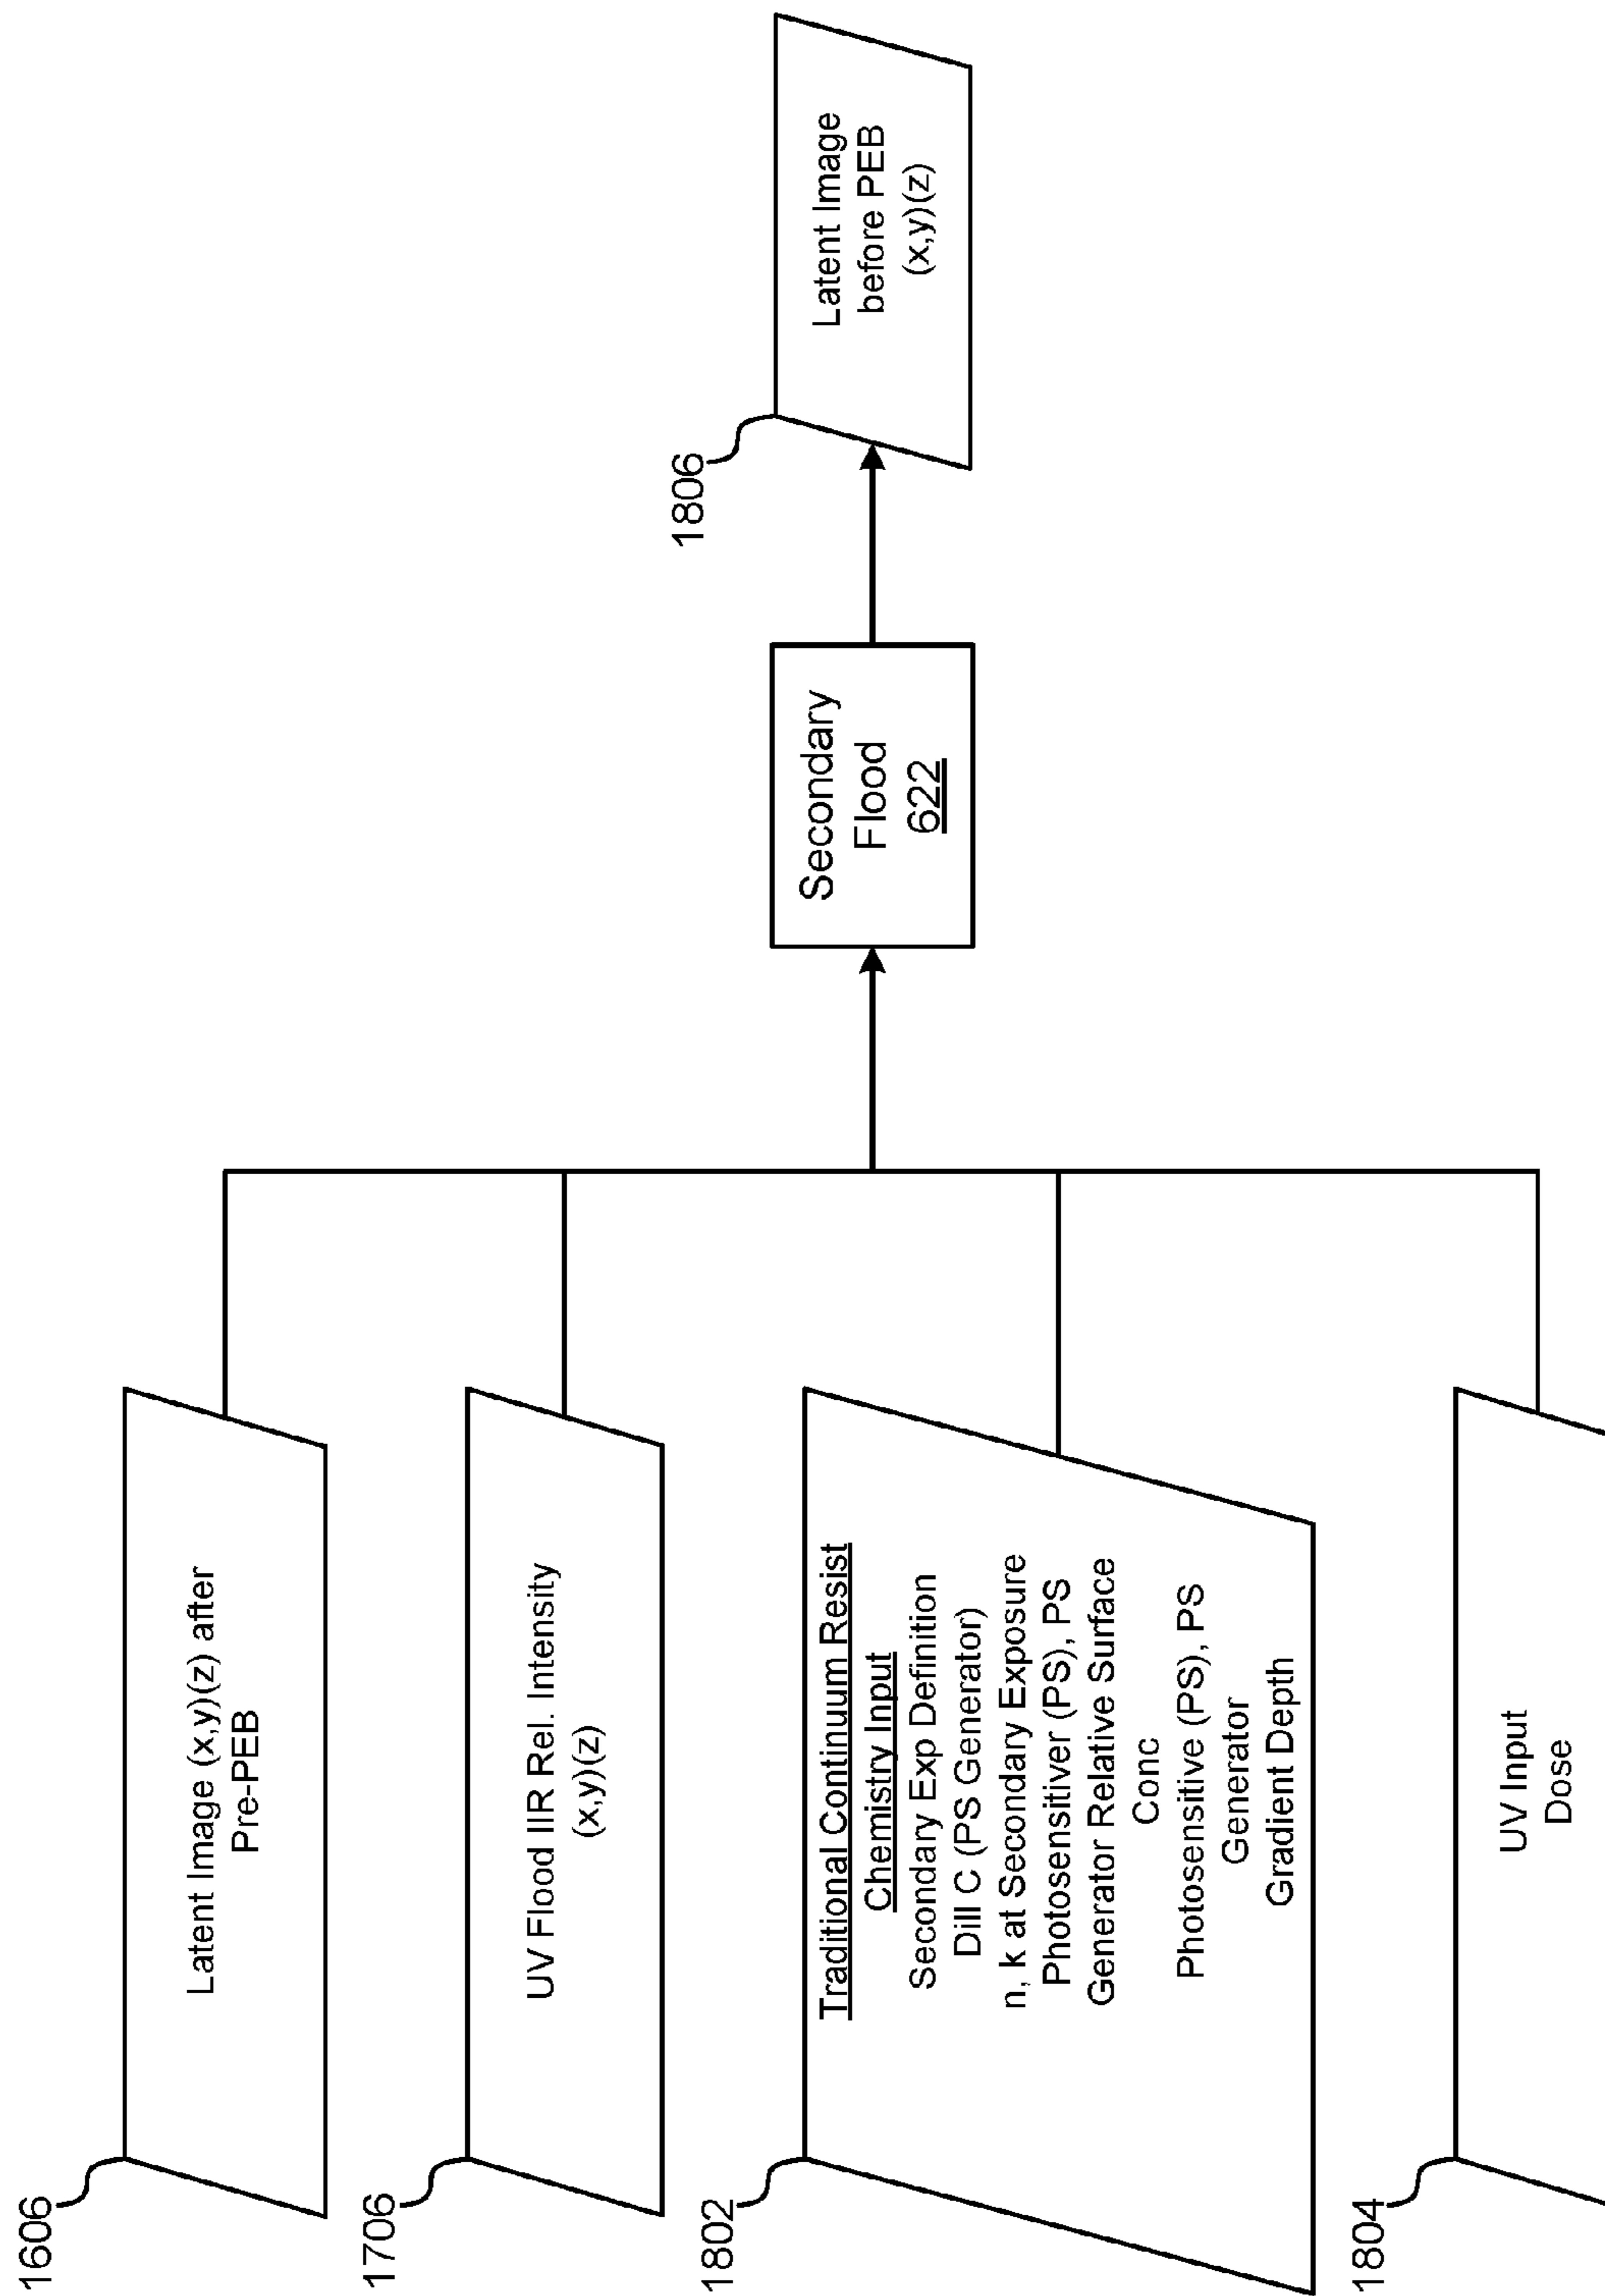 1606
Latent Image (x,y)(z) after
Pre-PEB
1706
UV Flood IIR Rel. Intensity
(x,y)(z)
1802
Traditional Continuum Resist
Chemistry Input
Secondary Exp Definition
Dill C (PS Generator)
n, k at Secondary Exposure
Photosensitiver (PS), PS
Generator Relative Surface
Conc
Photosensitive (PS), PS
Generator
Gradient Depth
1804
UV Input
Dose
Secondary
Flood
622
1806
Latent Image
before PEB
(x,y)(z)